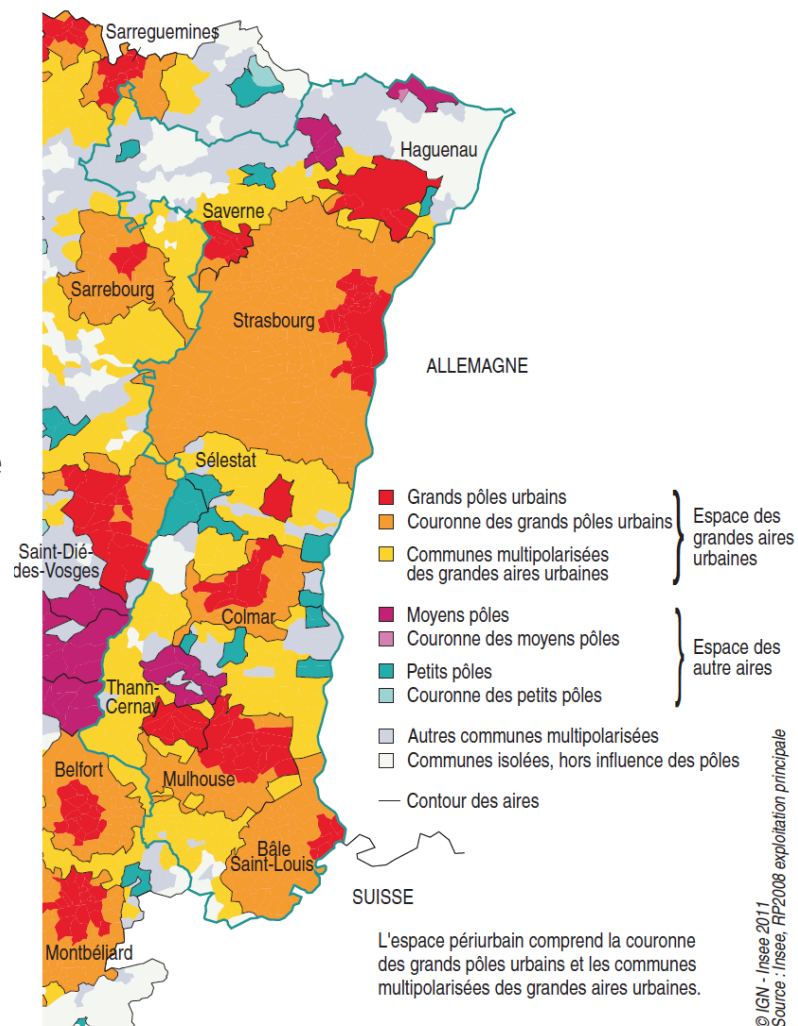 Sarreguemines
Haguenau
Saverne
Sarrebourg
Strasbourg
ALLEMAGNE
Sélestat
Saint-Dié-
des-Vosges
Colmar
Thann-
Cernay
Belfort
Mulhouse
Bâle
Saint-Louis
SUISSE
Montbéliard
Grands pôles urbains
Couronne des grands pôles urbains
Communes multipolarisées
des grandes aires urbaines
Espace des
grandes aires
urbaines
Moyens pôles
Couronne des moyens pôles
Petits pôles
Couronne des petits pôles
Espace des
autre aires
Autres communes multipolarisées
Communes isolées, hors influence des pôles
Contour des aires
L'espace périurbain comprend la couronne
des grands pôles urbains et les communes
multipolarisées des grandes aires urbaines.
© IGN - Insee 2011
Source : Insee, RP2008 exploitation principale